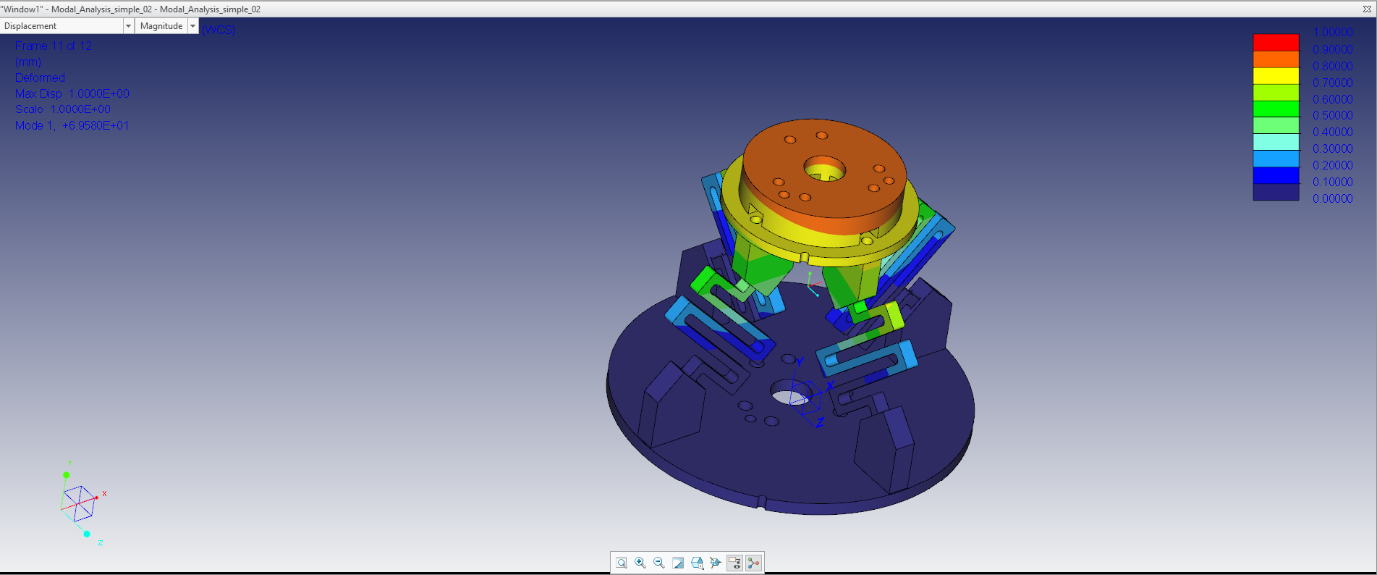 "Window1" - Modal_Analysis_simple_02 - Modal_Analysis_simple_02
Displacement
Magnitude
(WCS)
Frame 11 of 12
(mm)
Deformed
Max Disp 1.0000E+00
Scale 1.0000E+00
Mode 1, +6.9580E+01
1.00000
0.90000
0.80000
0.70000
0.60000
0.50000
0.40000
0.30000
0.20000
0.10000
0.00000
Y
X
Z
Y
X
Z